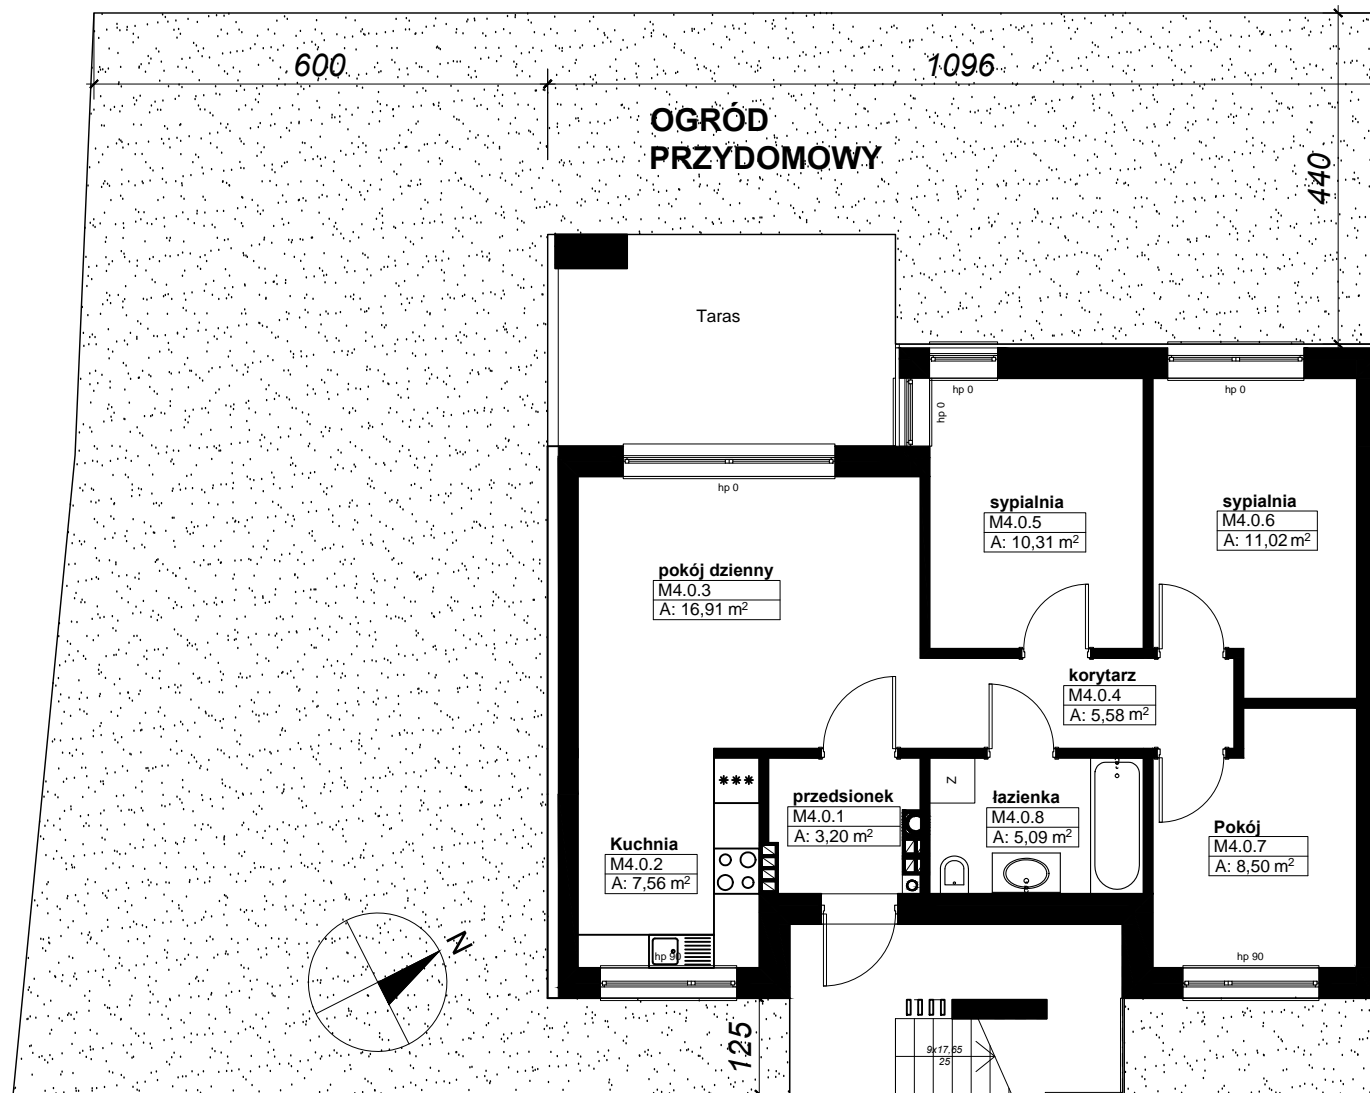 600
1096
OGRÓD
PRZYDOMOWY
440
Taras
hp 0
hp 0
hp 0
hp 0
sypialnia
M4.0.5
A: 10,31 m²
sypialnia
M4.0.6
A: 11,02 m²
pokój dzienny
M4.0.3
A: 16,91 m²
korytarz
M4.0.4
A: 5,58 m²
przedsionek
M4.0.1
A: 3,20 m²
Z
łazienka
M4.0.8
A: 5,09 m²
Pokój
M4.0.7
A: 8,50 m²
Kuchnia
M4.0.2
A: 7,56 m²
N
hp 90
hp 90
125
9x17,65
25